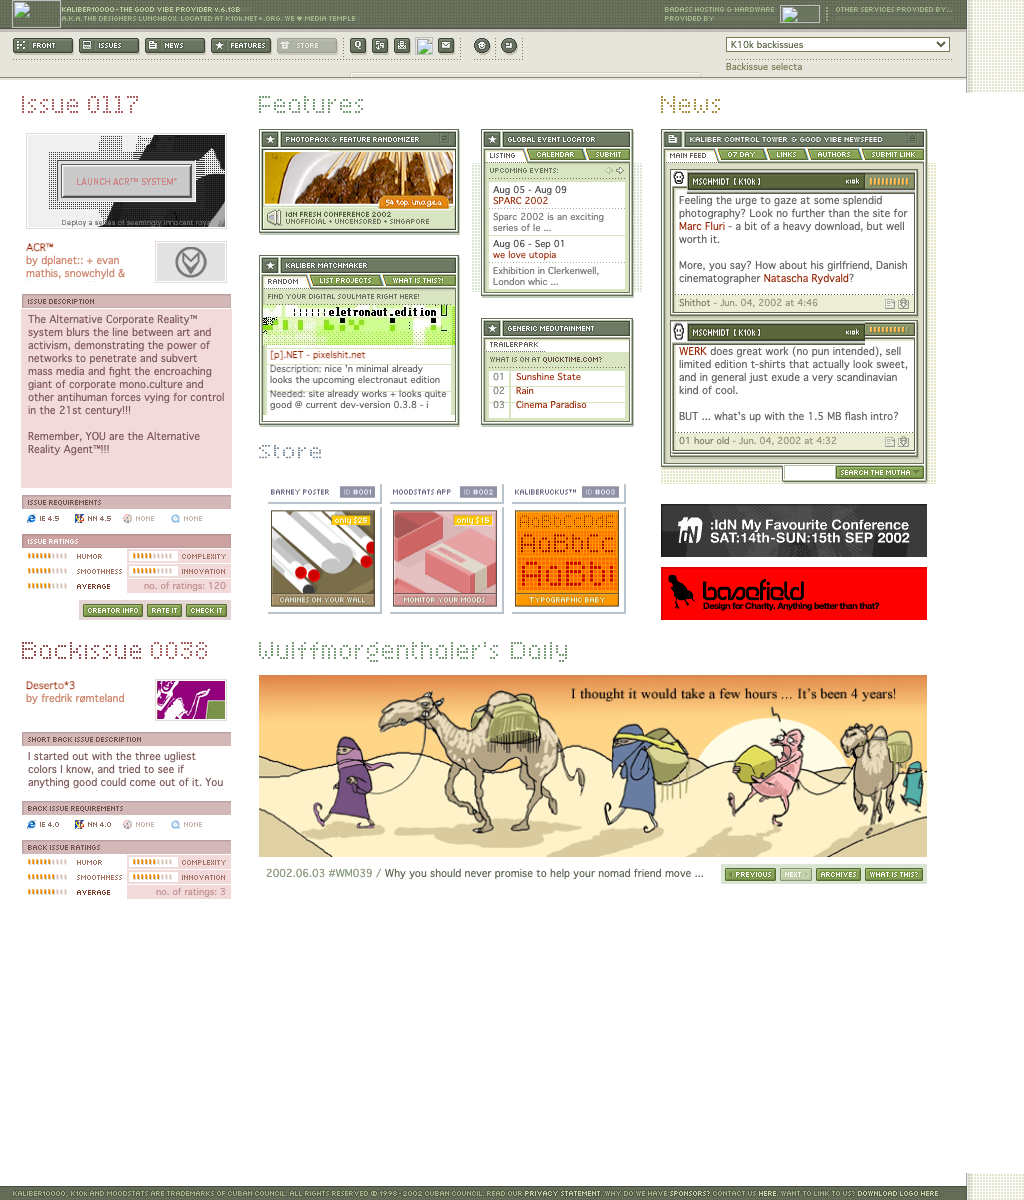 KALIBER10000 - THE GOOD VIBE PROVIDER v.6.13B
A.K.A. THE DESIGNERS LUNCHBOX. LOCATED AT K10K.NET+.ORG. WE ❤ MEDIA TEMPLE
BADASS HOSTING & HARDWARE
PROVIDED BY
OTHER SERVICES PROVIDED BY...
FRONT
ISSUES
NEWS
FEATURES
STORE
K10k backissues
Backissue selecta
Issue 0117
LAUNCH ACR™ SYSTEM*
Deploy a series of seemingly innocent roya
ACR™
by dplanet:: + evan
mathis, snowchyld &
ISSUE DESCRIPTION
The Alternative Corporate Reality™
system blurs the line between art and
activism, demonstrating the power of
networks to penetrate and subvert
mass media and fight the encroaching
giant of corporate mono.culture and
other antihuman forces vying for control
in the 21st century!!!
Remember, YOU are the Alternative
Reality Agent™!!!
ISSUE REQUIREMENTS
IE 4.5
NN 4.5
NONE
NONE
ISSUE RATINGS
HUMOR
COMPLEXITY
SMOOTHNESS
INNOVATION
AVERAGE
no. of ratings: 120
CREATOR INFO
RATE IT
CHECK IT
Features
PHOTOPACK & FEATURE RANDOMIZER
54 top images
IdN FRESH CONFERENCE 2002
UNOFFICIAL + UNCENSORED + SINGAPORE
KALIBER MATCHMAKER
RANDOM
LIST PROJECTS
WHAT IS THIS?!
FIND YOUR DIGITAL SOULMATE RIGHT HERE!
eletronaut.edition
[p].NET - pixelshit.net
Description: nice 'n minimal already
looks the upcoming electronaut edition
Needed: site already works + looks quite
good @ current dev-version 0.3.8 - i
GLOBAL EVENT LOCATOR
LISTING
CALENDAR
SUBMIT
UPCOMING EVENTS:
Aug 05 - Aug 09
SPARC 2002
Sparc 2002 is an exciting
series of le ...
Aug 06 - Sep 01
we love utopia
Exhibition in Clerkenwell,
London whic ...
GENERIC MEDUTAINMENT
TRAILERPARK
WHAT IS ON AT QUICKTIME.COM?
01 Sunshine State
02 Rain
03 Cinema Paradiso
News
KALIBER CONTROL TOWER & GOOD VIBE NEWSFEED
MAIN FEED
07 DAY
LINKS
AUTHORS
SUBMIT LINK
MSCHMIDT [ K10k ]
K10k
Feeling the urge to gaze at some splendid
photography? Look no further than the site for
Marc Fluri - a bit of a heavy download, but well
worth it.
More, you say? How about his girlfriend, Danish
cinematographer Natascha Rydvald?
Shithot - Jun. 04, 2002 at 4:46
MSCHMIDT [ K10k ]
K10k
WERK does great work (no pun intended), sell
limited edition t-shirts that actually look sweet,
and in general just exude a very scandinavian
kind of cool.
BUT ... what's up with the 1.5 MB flash intro?
01 hour old - Jun. 04, 2002 at 4:32
SEARCH THE MUTHA
Store
BARNEY POSTER
ID #001
only $25
CANINES ON YOUR WALL
MOODSTATS APP
ID #002
only $15
MONITOR YOUR MOODS
KALIBERUCKUS™
ID #003
AaBbCcDdE
AaBbCc
AaBb
TYPOGRAPHIC BABY
:IdN My Favourite Conference
SAT:14th-SUN:15th SEP 2002
basefield
Design for Charity. Anything better than that?
Backissue 0038
Deserto*3
by fredrik rømteland
SHORT BACK ISSUE DESCRIPTION
I started out with the three ugliest
colors I know, and tried to see if
anything good could come out of it. You
BACK ISSUE REQUIREMENTS
IE 4.0
NN 4.0
NONE
NONE
BACK ISSUE RATINGS
HUMOR
COMPLEXITY
SMOOTHNESS
INNOVATION
AVERAGE
no. of ratings: 3
Wulffmorgenthaler's Daily
I thought it would take a few hours ... It's been 4 years!
2002.06.03 #WM039 / Why you should never promise to help your nomad friend move ...
PREVIOUS
NEXT
ARCHIVES
WHAT IS THIS?
KALIBER10000, K10K AND MOODSTATS ARE TRADEMARKS OF CUBAN COUNCIL. ALL RIGHTS RESERVED © 1998 - 2002 CUBAN COUNCIL. READ OUR PRIVACY STATEMENT. WHY DO WE HAVE SPONSORS? CONTACT US HERE. WANT TO LINK TO US? DOWNLOAD LOGO HERE.